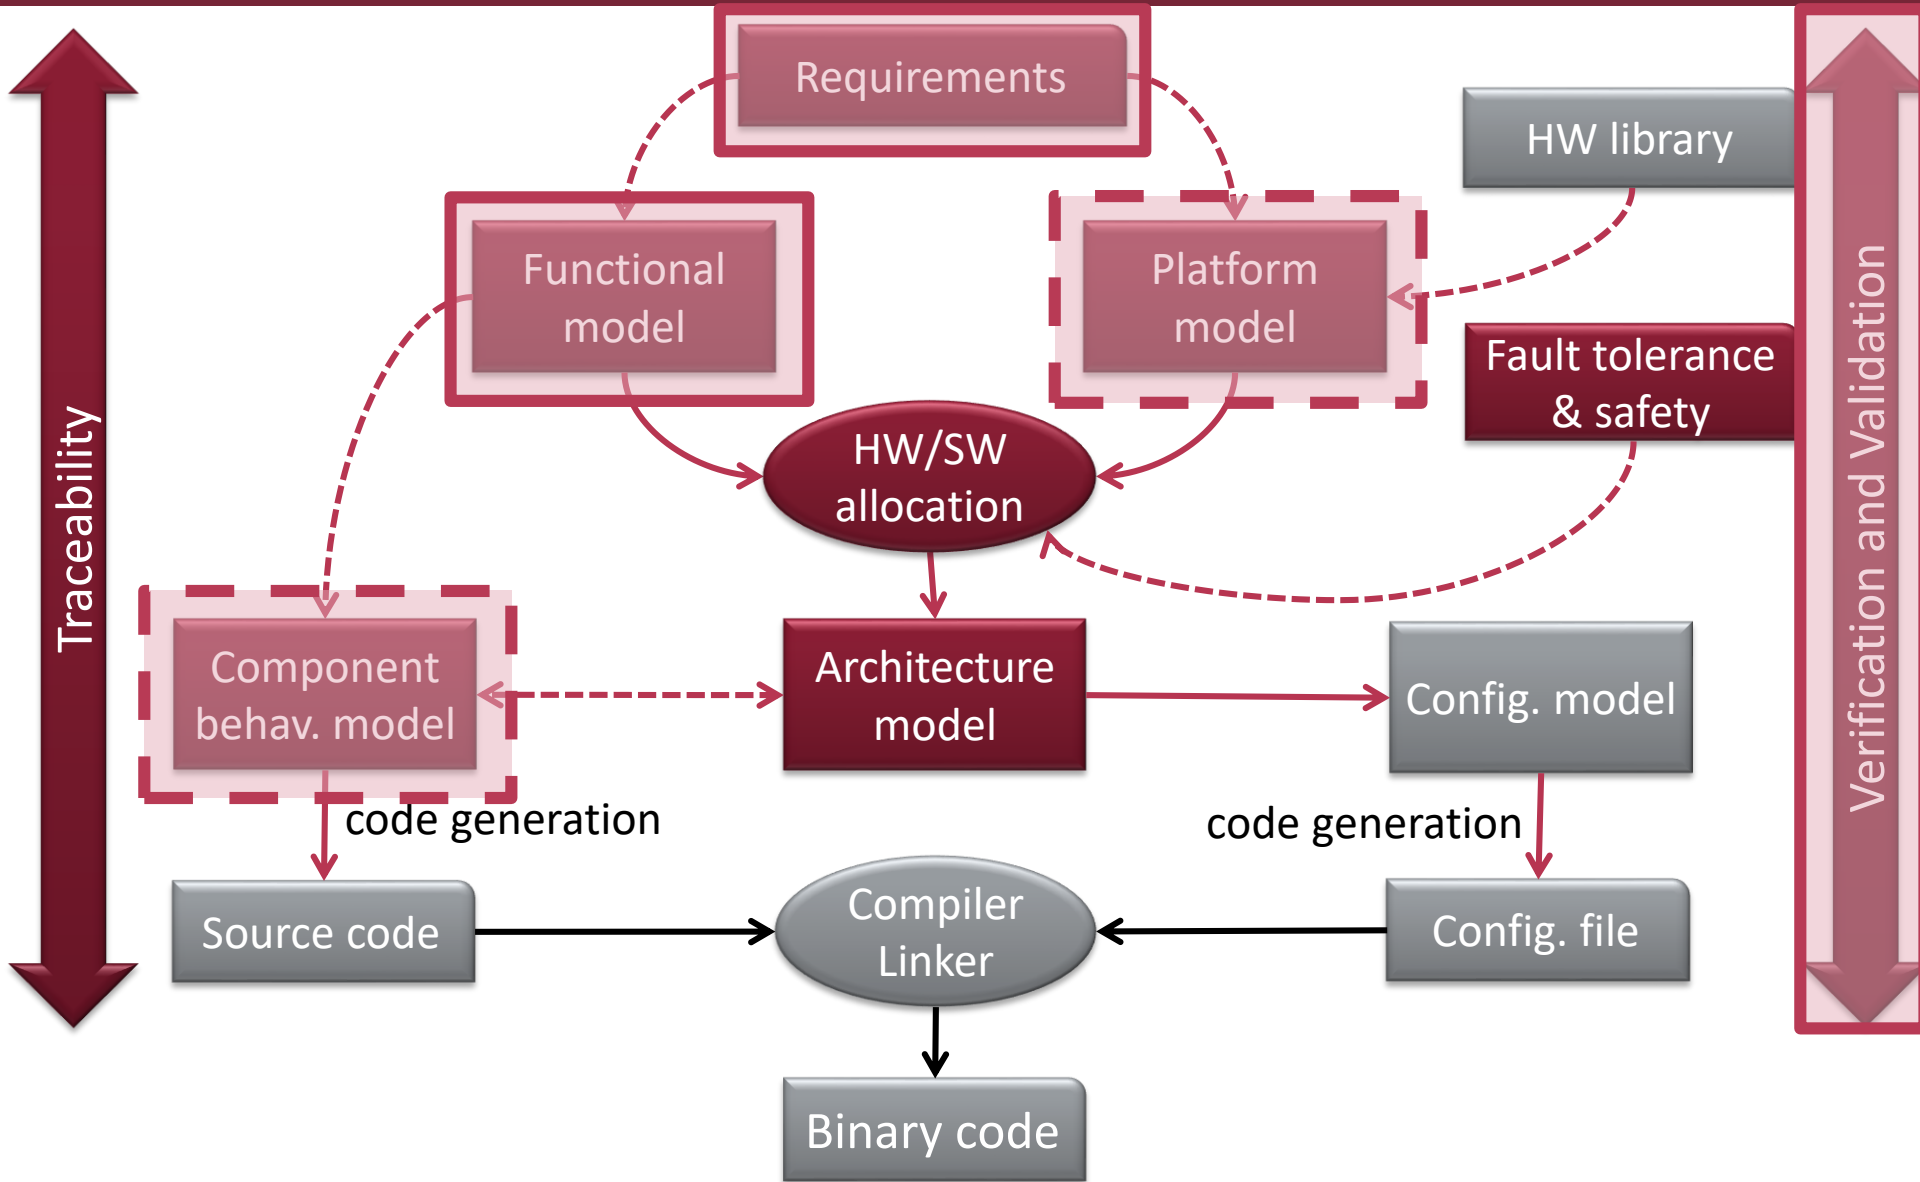 Requirements
HW library
Functional
model
Platform
model
Fault tolerance
& safety
HW/SW
allocation
Traceability
Verification and Validation
Component
behav. model
Architecture
model
Config. model
code generation
code generation
Source code
Compiler
Linker
Config. file
Binary code